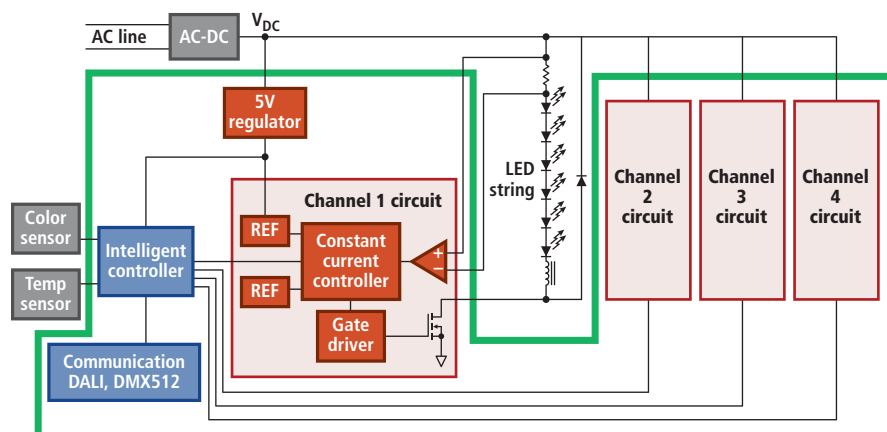 AC line
AC-DC
VDC
5V
regulator
LED
string
Channel 1 circuit
Channel
2
circuit
Channel
3
circuit
Channel
4
circuit
Color
sensor
Intelligent
controller
REF
Constant
current
controller
+
−
Temp
sensor
REF
Gate
driver
Communication
DALI, DMX512